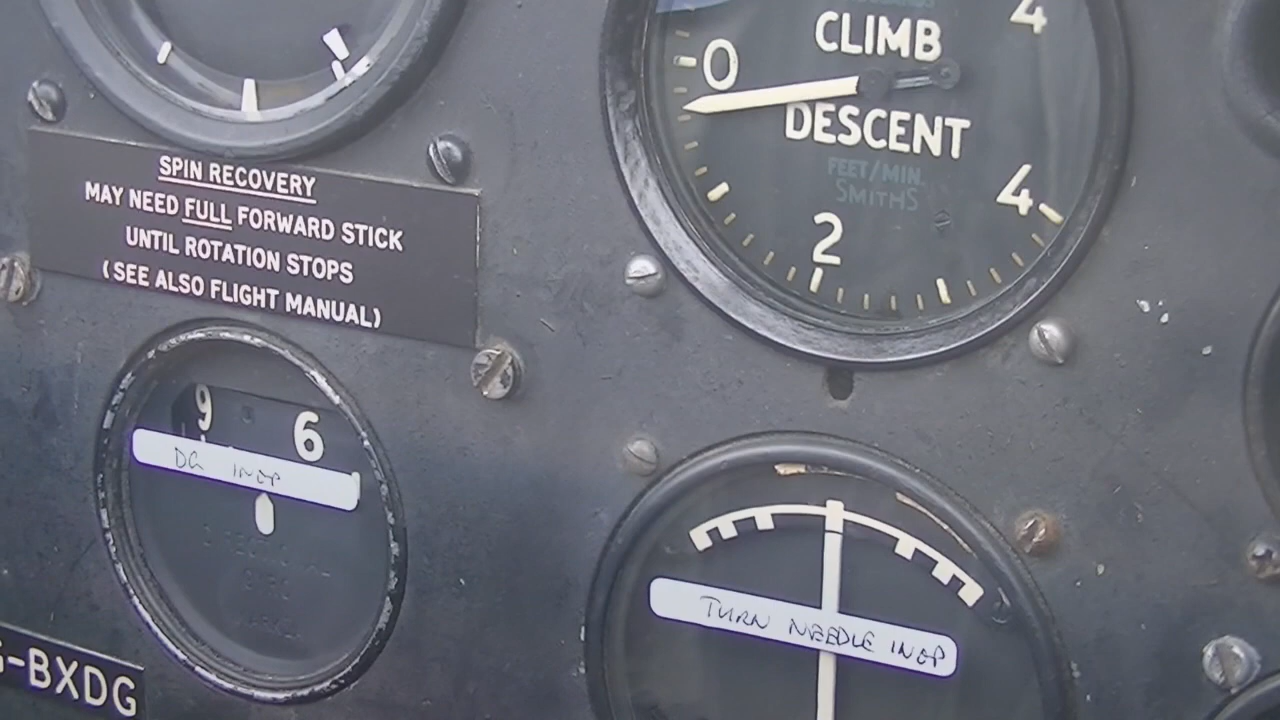 CLIMB
4
0
DESCENT
FEET/MIN.
SMITHS
4
2
SPIN RECOVERY
MAY NEED FULL FORWARD STICK
UNTIL ROTATION STOPS
(SEE ALSO FLIGHT MANUAL)
9 6
DG INOP
TURN NEEDLE INOP
G-BXDG